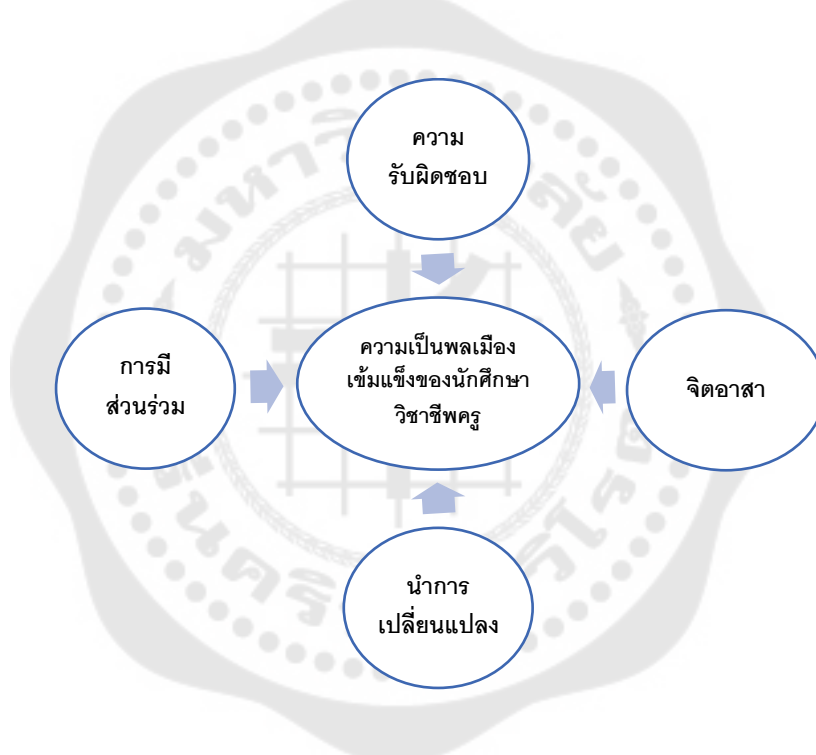 ความ
รับผิดชอบ
การมี
ส่วนร่วม
ความเป็นพลเมือง
เข้มแข็งของนักศึกษา
วิชาชีพครู
จิตอาสา
นำการ
เปลี่ยนแปลง